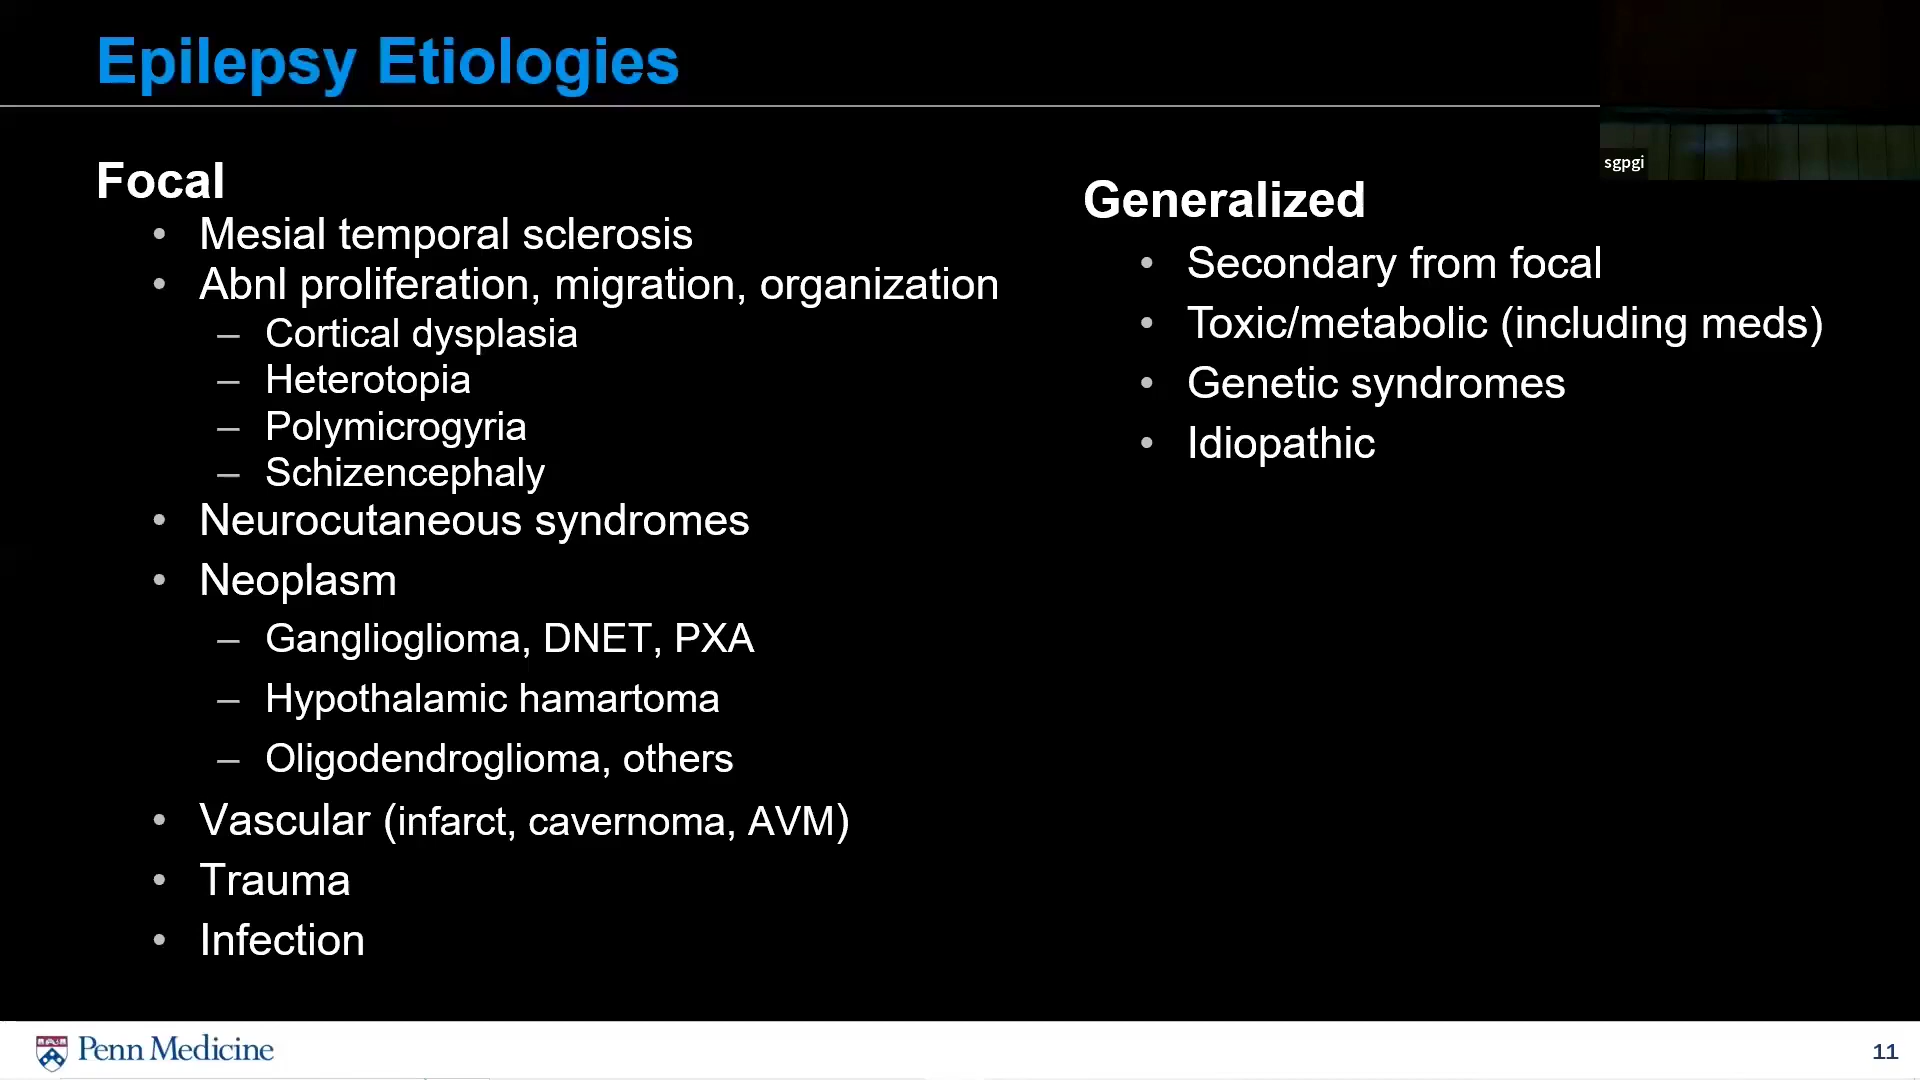 Epilepsy Etiologies
sgpgi
Focal
• Mesial temporal sclerosis
• Abnl proliferation, migration, organization
– Cortical dysplasia
– Heterotopia
– Polymicrogyria
– Schizencephaly
• Neurocutaneous syndromes
• Neoplasm
– Ganglioglioma, DNET, PXA
– Hypothalamic hamartoma
– Oligodendroglioma, others
• Vascular (infarct, cavernoma, AVM)
• Trauma
• Infection
Generalized
• Secondary from focal
• Toxic/metabolic (including meds)
• Genetic syndromes
• Idiopathic
Penn Medicine
11